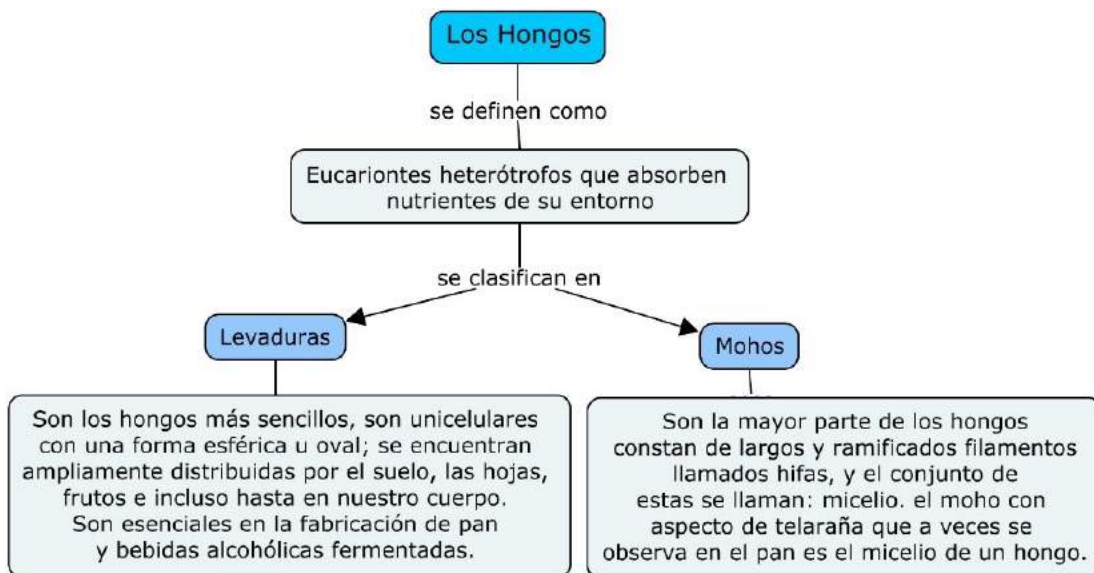 Los Hongos
se definen como
Eucariontes heterótrofos que absorben
nutrientes de su entorno
se clasifican en
Levaduras
Mohos
Son los hongos más sencillos, son unicelulares
con una forma esférica u oval; se encuentran
ampliamente distribuidas por el suelo, las hojas,
frutos e incluso hasta en nuestro cuerpo.
Son esenciales en la fabricación de pan
y bebidas alcohólicas fermentadas.
Son la mayor parte de los hongos
constan de largos y ramificados filamentos
llamados hifas, y el conjunto de
estas se llaman: micelio. el moho con
aspecto de telaraña que a veces se
observa en el pan es el micelio de un hongo.